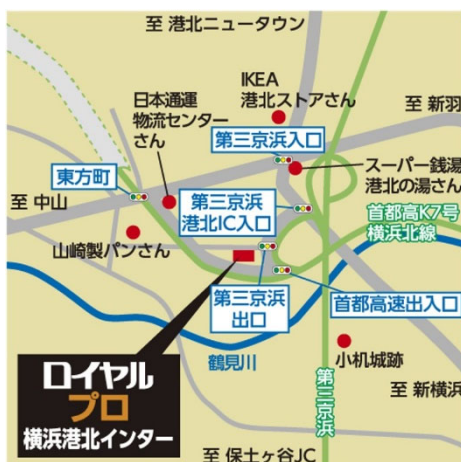 至 港北ニュータウン
IKEA
港北ストアさん
日本通運
物流センター
さん
至 新羽
第三京浜入口
東方町
スーパー銭湯
港北の湯さん
至 中山
第三京浜
港北IC入口
首都高K7号
横浜北線
山崎製パンさん
第三京浜
出口
首都高速出入口
鶴見川
小机城跡
第三京浜
ロイヤル
プロ
横浜港北インター
至 新横浜
至 保土ヶ谷JC